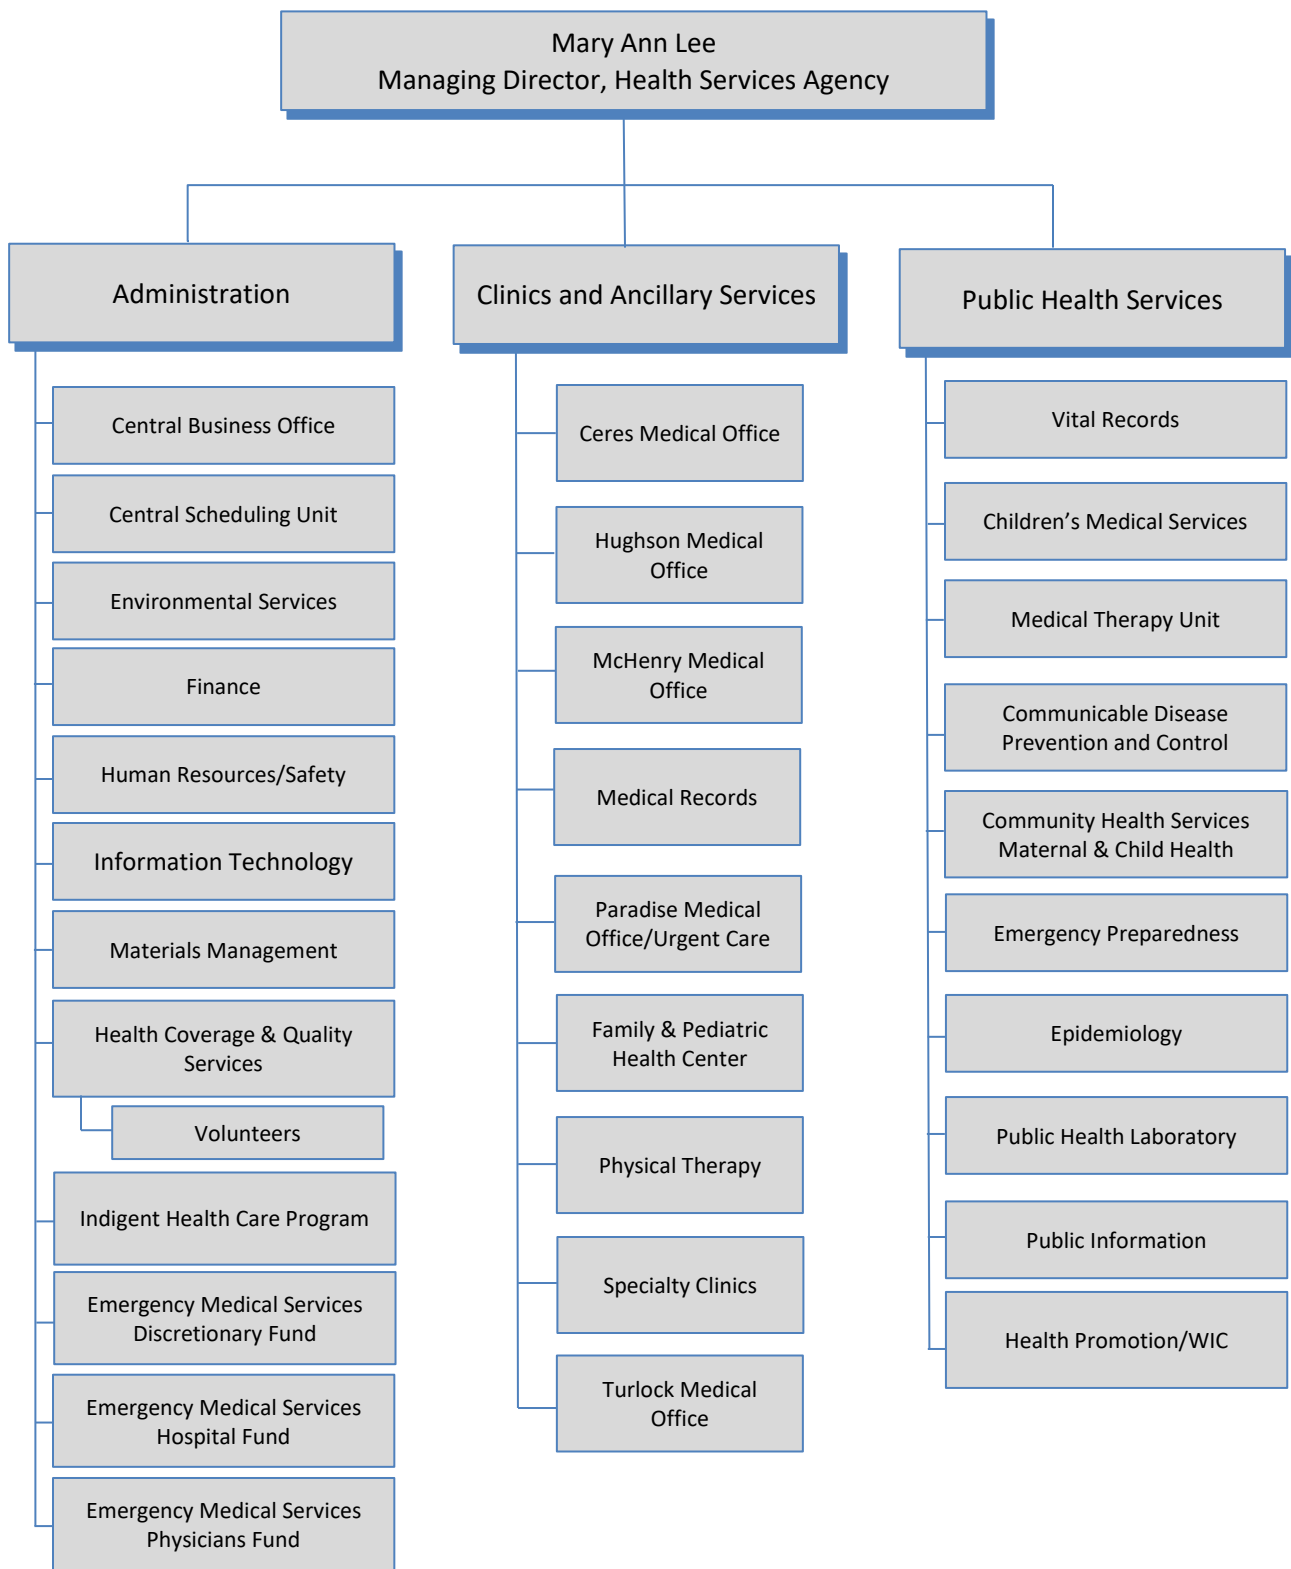 Mary Ann Lee
Managing Director, Health Services Agency
Administration
Central Business Office
Central Scheduling Unit
Environmental Services
Finance
Human Resources/Safety
Information Technology
Materials Management
Health Coverage & Quality
Services
Volunteers
Indigent Health Care Program
Emergency Medical Services
Discretionary Fund
Emergency Medical Services
Hospital Fund
Emergency Medical Services
Physicians Fund
Clinics and Ancillary Services
Ceres Medical Office
Hughson Medical
Office
McHenry Medical
Office
Medical Records
Paradise Medical
Office/Urgent Care
Family & Pediatric
Health Center
Physical Therapy
Specialty Clinics
Turlock Medical
Office
Public Health Services
Vital Records
Children’s Medical Services
Medical Therapy Unit
Communicable Disease
Prevention and Control
Community Health Services
Maternal & Child Health
Emergency Preparedness
Epidemiology
Public Health Laboratory
Public Information
Health Promotion/WIC